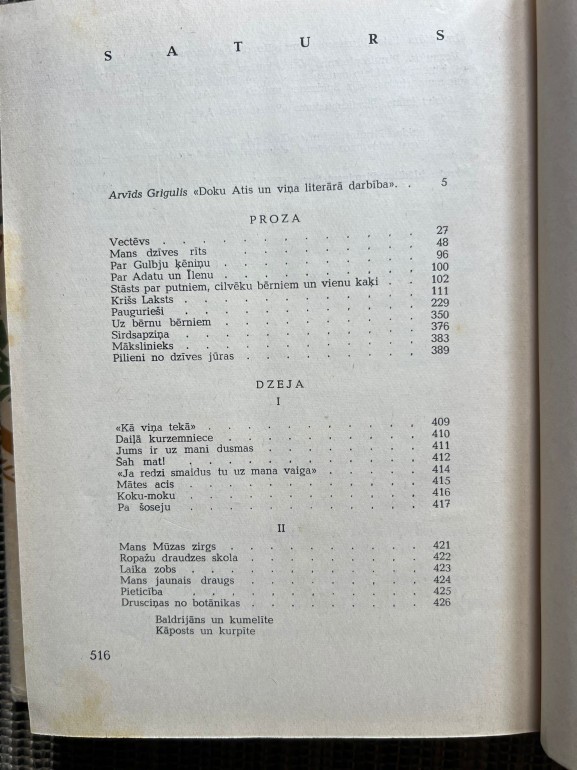 S A T U R S
Arvīds Grigulis «Doku Atis un viņa literārā darbība». . 5
PROZA
Vectēvs . . . . . . . . . . . 27
Mans dzīves rīts . . . . . . . . . 48
Par Gulbju ķēniņu . . . . . . . . . 96
Par Adatu un Īlenu . . . . . . . . . 100
Stāsts par putniem, cilvēku bērniem un vienu kaķi . . 102
Krišs Laksts . . . . . . . . . . . 111
Paugurieši . . . . . . . . . . . 229
Uz bērnu bērniem . . . . . . . . . 350
Sirdsapziņa . . . . . . . . . . . 376
Mākslinieks . . . . . . . . . . . 383
Pilieni no dzīves jūras . . . . . . . . 389
DZEJA
I
«Kā viņa tekā» . . . . . . . . . . 409
Daiļā kurzemniece . . . . . . . . . 410
Jums ir uz mani dusmas . . . . . . . . 411
Šah mat! . . . . . . . . . . . 412
«Ja redzi smaidus tu uz mana vaiga» . . . . . 414
Mātes acis . . . . . . . . . . . 415
Koku-moku . . . . . . . . . . . 416
Pa šoseju . . . . . . . . . . . 417
II
Mans Mūzas zirgs . . . . . . . . . 421
Ropažu draudzes skola . . . . . . . . 422
Laika zobs . . . . . . . . . . . 423
Mans jaunais draugs . . . . . . . . 424
Pieticība . . . . . . . . . . . 425
Drusciņas no botānikas . . . . . . . . 426
Baldrijāns un kumelīte
Kāposts un kurpīte
516